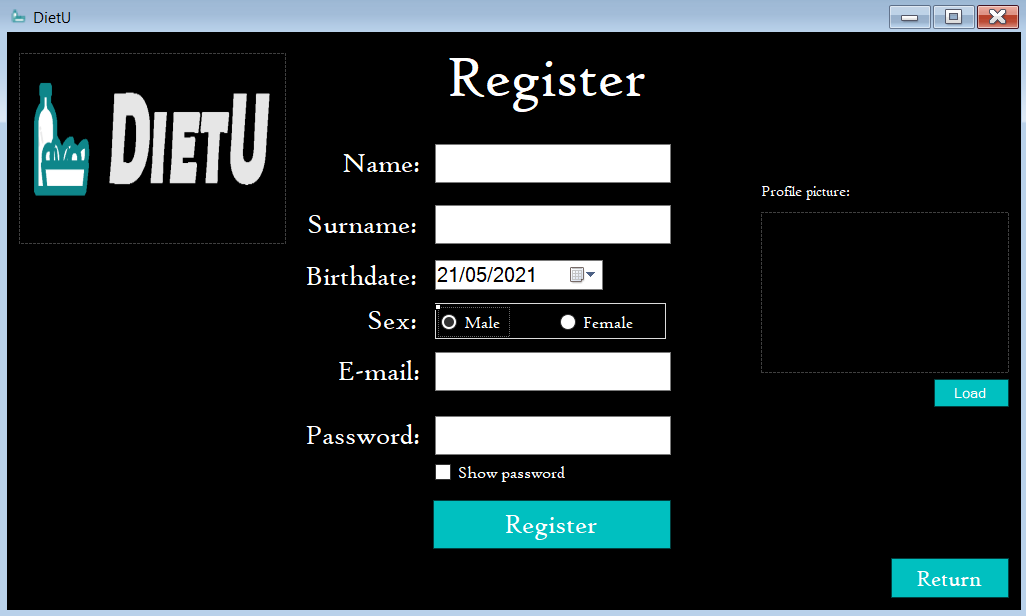 DietU
DIETU
Register
Name:
Surname:
Birthdate: 21/05/2021
Sex: Male Female
E-mail:
Password:
Show password
Register
Profile picture:
Load
Return